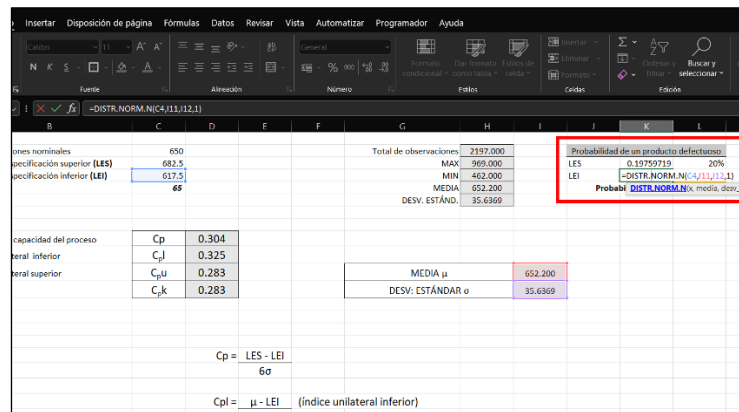 Insertar Disposición de página Fórmulas Datos Revisar Vista Automatizar Programador Ayuda
Calibri 11 A A General Insertar
N K S A % 000 Formato condicional Dar formato como tabla Estilos de celda Eliminar Formato Ordenar y filtrar Buscar y seleccionar
Fuente Alineación Número Estilos Celdas Edición
fx =DISTR.NORM.N(C4,I11,I12,1)
B C D E F G H I J K L
ones nominales 650 Total de observaciones 2197.000 Probabilidad de un producto defectuoso
specificación superior (LES) 682.5 MAX 969.000 LES 0.19759719 20%
specificación inferior (LEI) 617.5 MIN 462.000 LEI =DISTR.NORM.N(C4,I11,I12,1)
65 MEDIA 652.200 Probabi DISTR.NORM.N(x, media, desv_
DESV. ESTÁND. 35.6369
capacidad del proceso Cp 0.304
teral inferior Cpl 0.325
teral superior Cpu 0.283 MEDIA μ 652.200
Cpk 0.283 DESV: ESTÁNDAR σ 35.6369
Cp = LES - LEI
6σ
Cpl = μ - LEI (índice unilateral inferior)